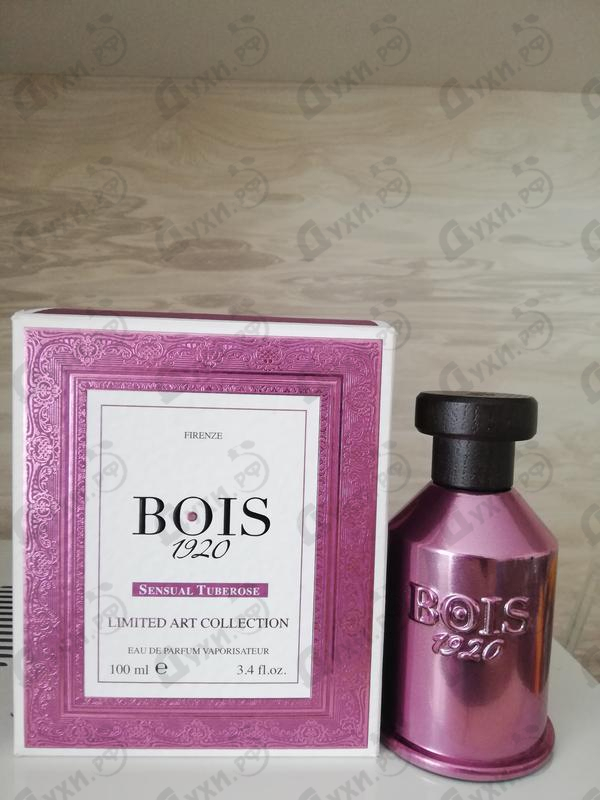 FIRENZE
BOIS
1920
SENSUAL TUBEROSE
LIMITED ART COLLECTION
EAU DE PARFUM VAPORISATEUR
100 ml ℮ 3.4 fl.oz.
BOIS
1920
Духи.РФ